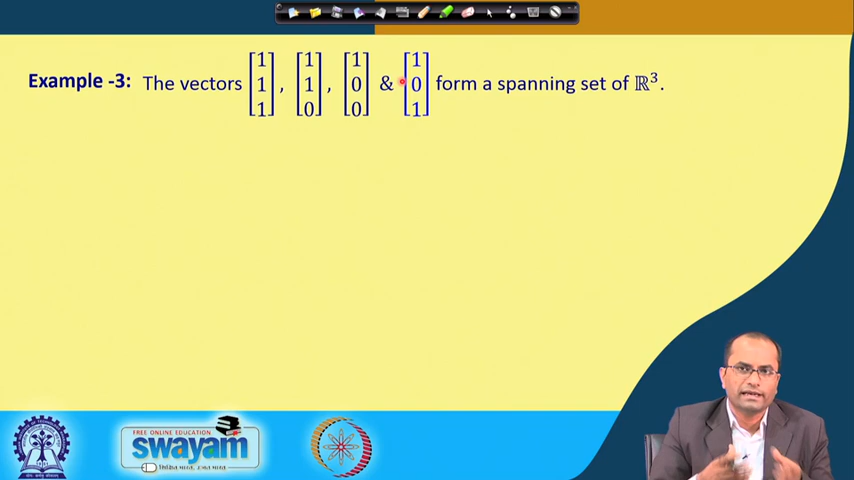 Example -3: The vectors [1 1 1], [1 1 0], [1 0 0] & [1 0 1] form a spanning set of ℝ³.
FREE ONLINE EDUCATION
swayam